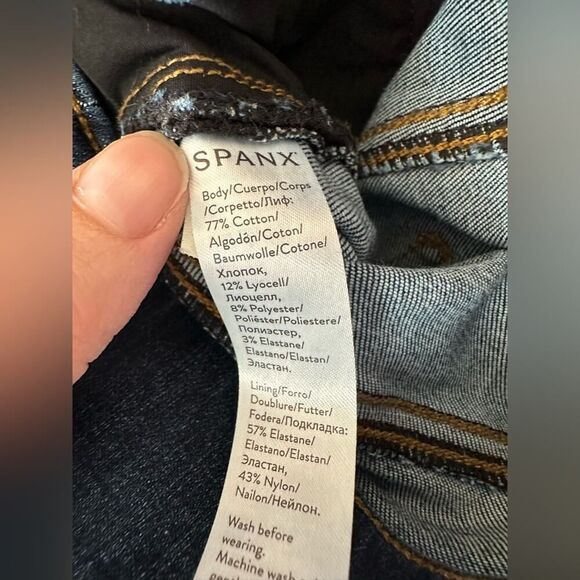 SPANX
Body/Cuerpo/Corps
/Corpetto/Лиф:
77% Cotton/
Algodón/Coton/
Baumwolle/Cotone/
Хлопок,
12% Lyocell/
Лиоцелл,
8% Polyester/
Poliéster/Poliestere/
Полиэстер,
3% Elastane/
Elastano/Elastan/
Эластан.
Lining/Forro/
Doublure/Futter/
Fodera/Подкладка:
57% Elastane/
Elastano/Elastan/
Эластан,
43% Nylon/
Nailon/Нейлон.
Wash before
wearing.
Machine wash